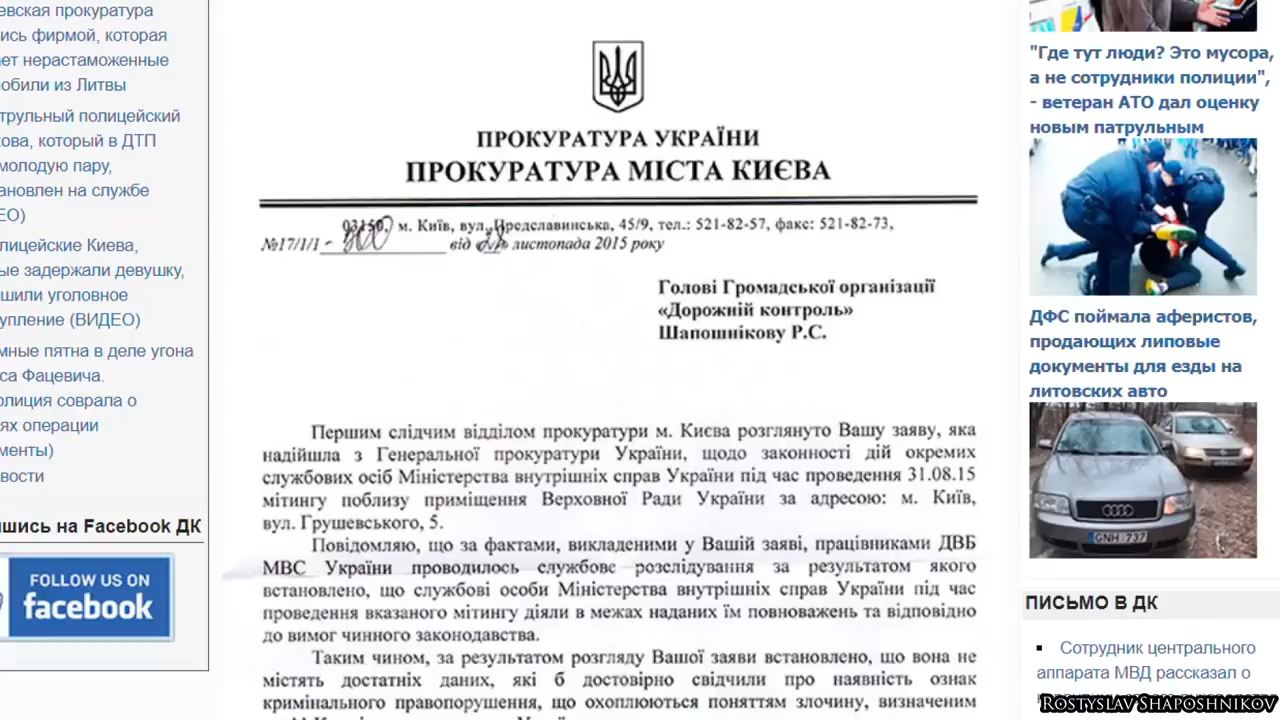 евская прокуратура
ись фирмой, которая
ет нерастаможенные
обили из Литвы
трульный полицейский
кова, который в ДТП
молодую пару,
ановлен на службе
ЕО)
лицейские Киева,
ые задержали девушку,
шили уголовное
упление (ВИДЕО)
мные пятна в деле угона
са Фацевича.
олиция соврала о
ях операции
менты)
вости
шись на Facebook ДК
FOLLOW US ON
facebook
ПРОКУРАТУРА УКРАЇНИ
ПРОКУРАТУРА МІСТА КИЄВА
03150, м. Київ, вул. Предславинська, 45/9, тел.: 521-82-57, факс: 521-82-73,
№17/1/1- від 28 листопада 2015 року
Голові Громадської організації
«Дорожній контроль»
Шапошнікову Р.С.
Першим слідчим відділом прокуратури м. Києва розглянуто Вашу заяву, яка
надійшла з Генеральної прокуратури України, щодо законності дій окремих
службових осіб Міністерства внутрішніх справ України під час проведення 31.08.15
мітингу поблизу приміщення Верховної Ради України за адресою: м. Київ,
вул. Грушевського, 5.
Повідомляю, що за фактами, викладеними у Вашій заяві, працівниками ДВБ
МВС України проводилось службове розслідування за результатом якого
встановлено, що службові особи Міністерства внутрішніх справ України під час
проведення вказаного мітингу діяли в межах наданих їм повноважень та відповідно
до вимог чинного законодавства.
Таким чином, за результатом розгляду Вашої заяви встановлено, що вона не
містять достатніх даних, які б достовірно свідчили про наявність ознак
кримінального правопорушення, що охоплюються поняттям злочину, визначеним
"Где тут люди? Это мусора,
а не сотрудники полиции",
- ветеран АТО дал оценку
новым патрульным
ДФС поймала аферистов,
продающих липовые
документы для езды на
литовских авто
GNH 737
ПИСЬМО В ДК
Сотрудник центрального
аппарата МВД рассказал о
Rostyslav Shaposhnikov